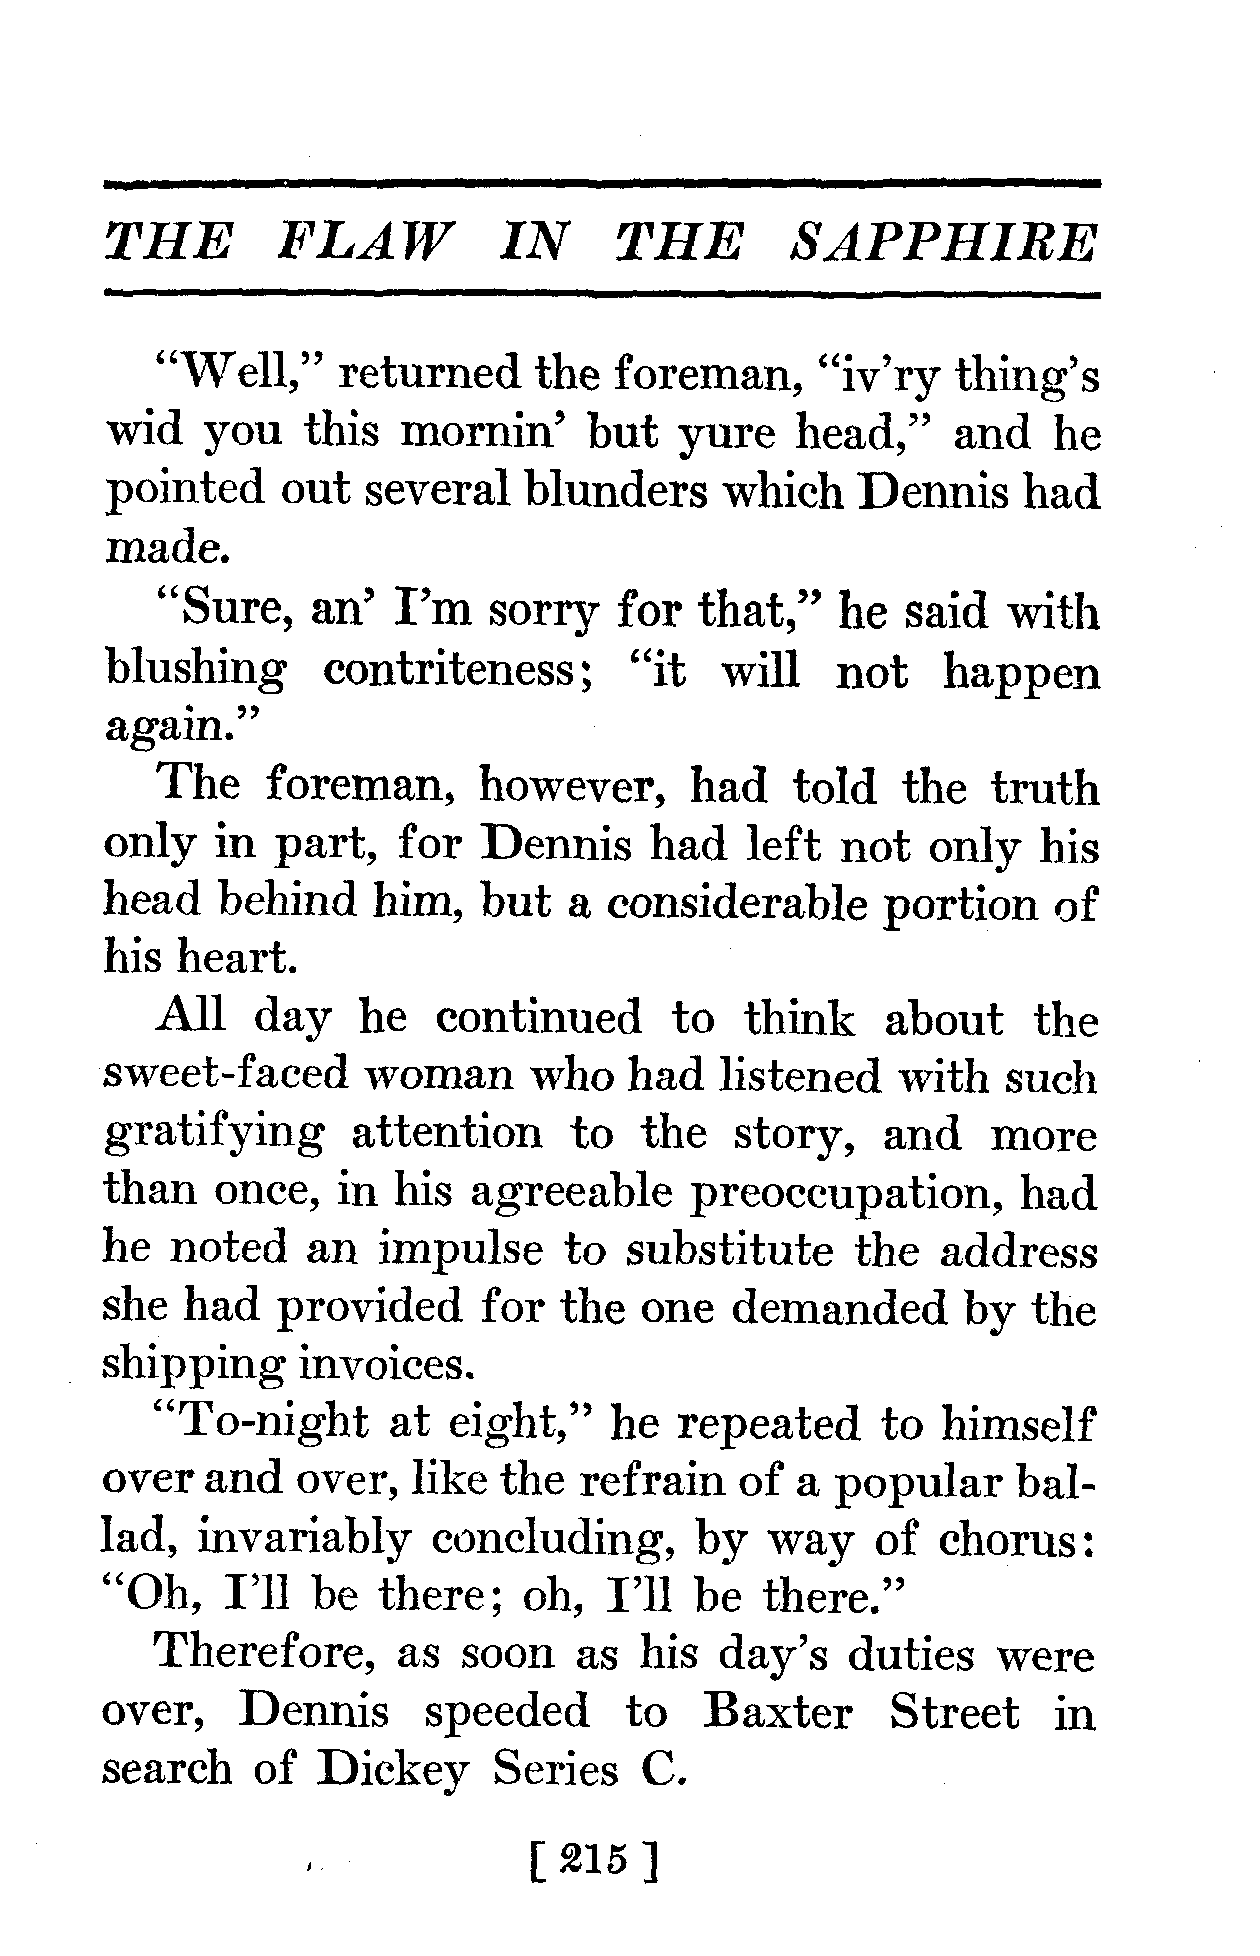 THE FLAW IN THE SAPPHIRE
“Well,” returned the foreman, “iv’ry thing’s
wid you this mornin’ but yure head,” and he
pointed out several blunders which Dennis had
made.
“Sure, an’ I’m sorry for that,” he said with
blushing contriteness; “it will not happen
again.”
The foreman, however, had told the truth
only in part, for Dennis had left not only his
head behind him, but a considerable portion of
his heart.
All day he continued to think about the
sweet-faced woman who had listened with such
gratifying attention to the story, and more
than once, in his agreeable preoccupation, had
he noted an impulse to substitute the address
she had provided for the one demanded by the
shipping invoices.
“To-night at eight,” he repeated to himself
over and over, like the refrain of a popular bal-
lad, invariably concluding, by way of chorus:
“Oh, I’ll be there; oh, I’ll be there.”
Therefore, as soon as his day’s duties were
over, Dennis speeded to Baxter Street in
search of Dickey Series C.
[ 215 ]